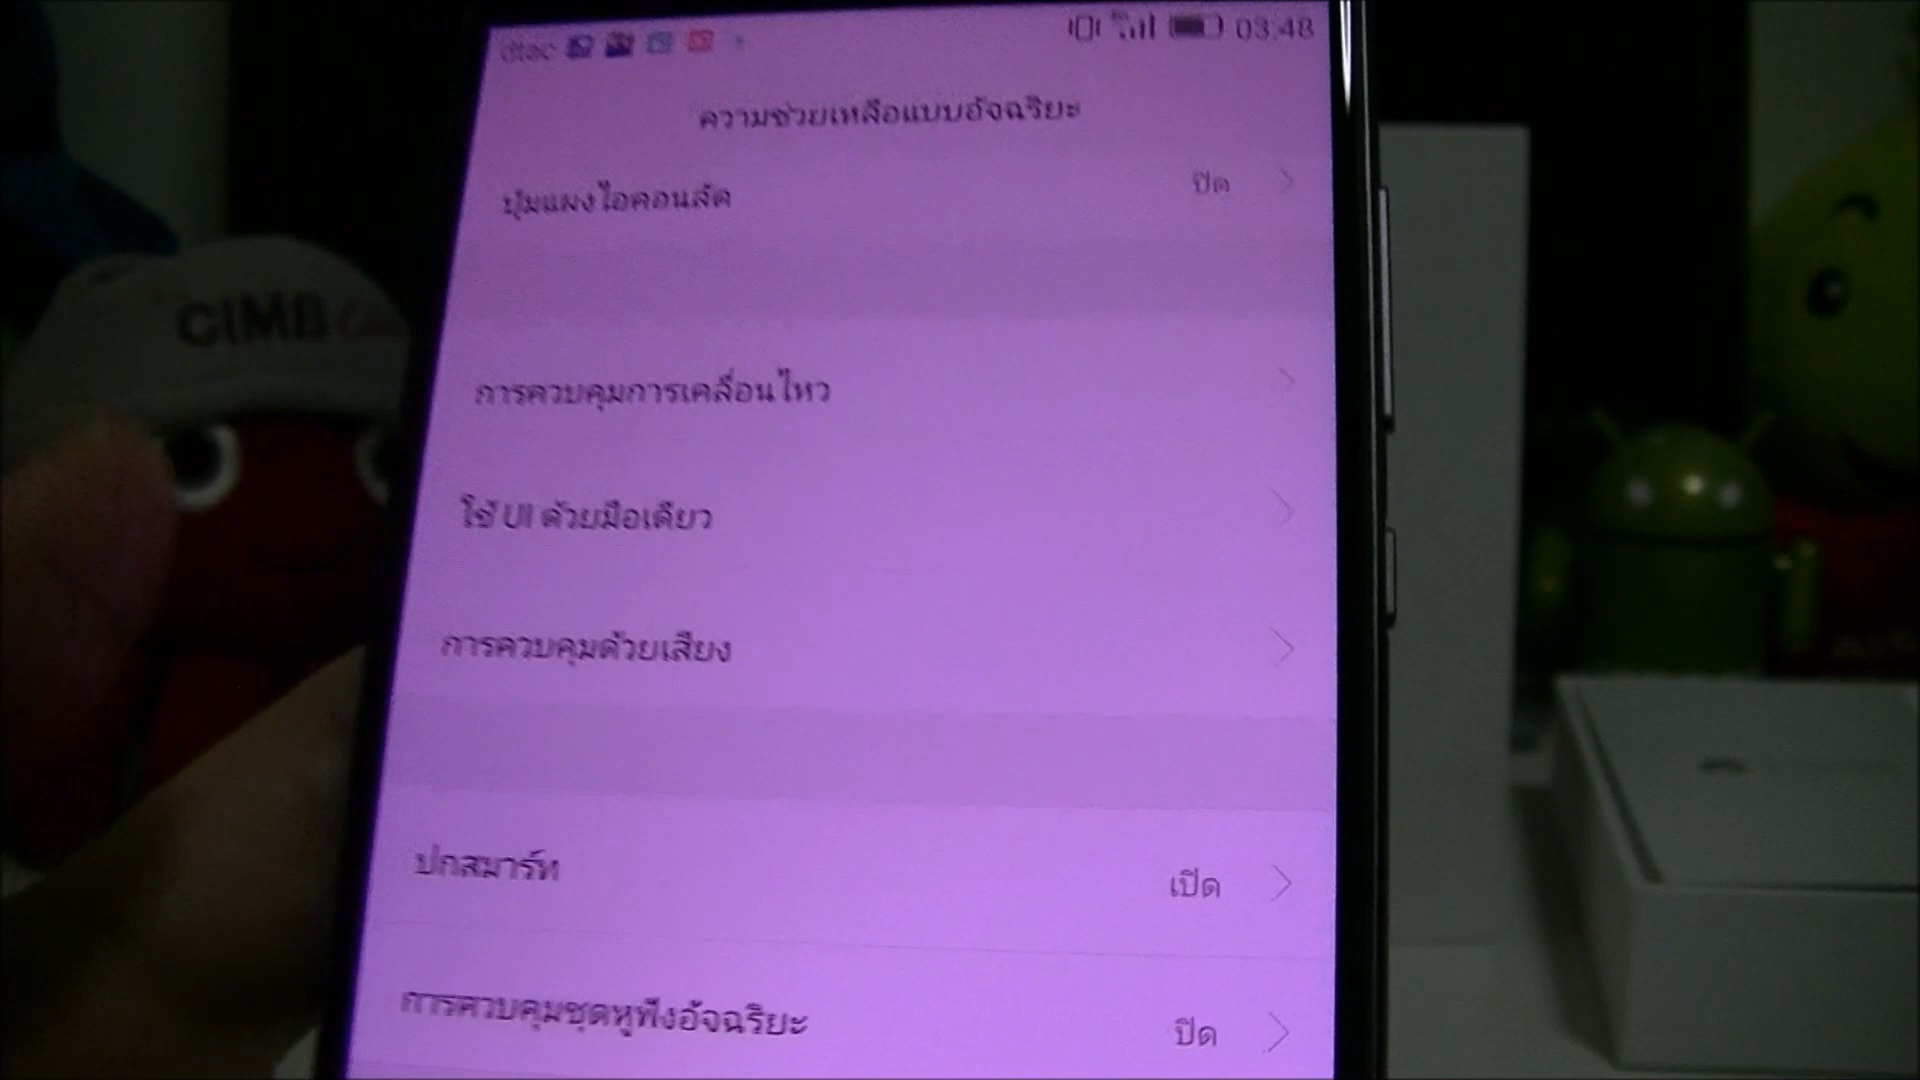 dtac 03:48
ความช่วยเหลือแบบอัจฉริยะ
ปุ่มแผงไอคอนลัด ปิด
CIMB
การควบคุมการเคลื่อนไหว
ใช้ UI ด้วยมือเดียว
การควบคุมด้วยเสียง
ปกสมาร์ท เปิด
การควบคุมชุดหูฟังอัจฉริยะ ปิด